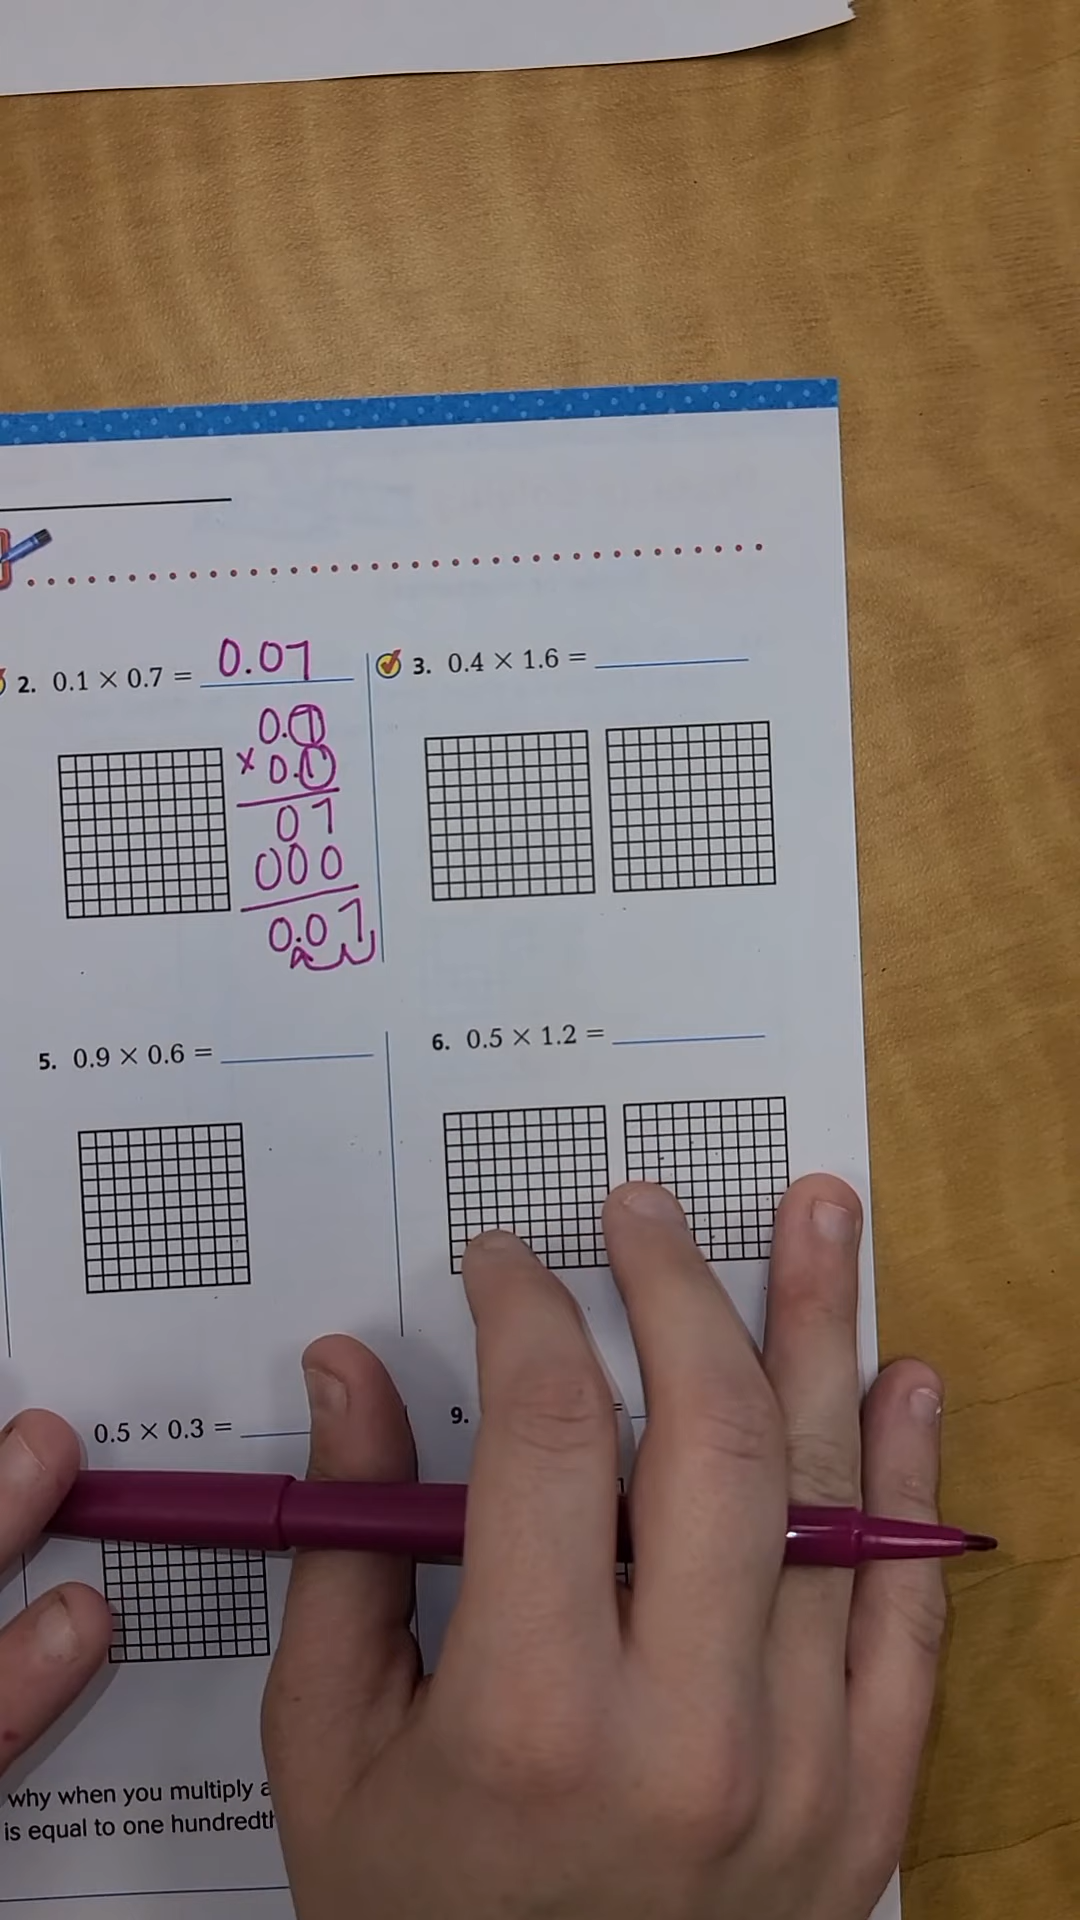 2. 0.1 × 0.7 = 0.07
0.7
× 0.1
07
000
0.07
3. 0.4 × 1.6 =
5. 0.9 × 0.6 =
6. 0.5 × 1.2 =
0.5 × 0.3 =
9. =
why when you multiply
is equal to one